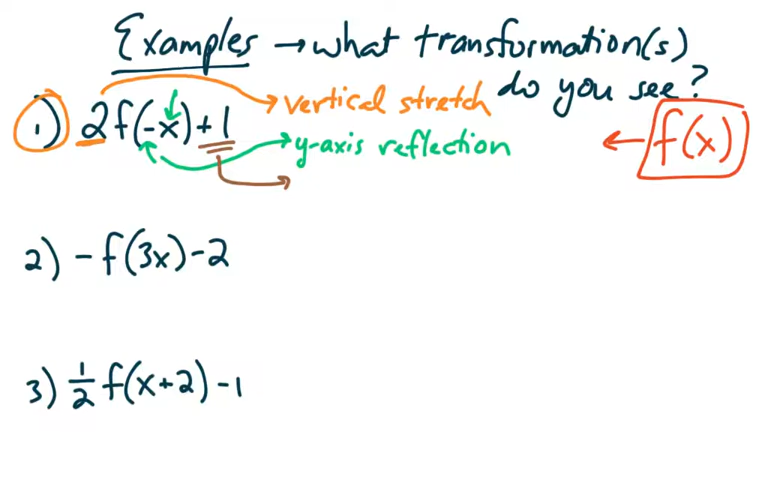 Examples → what transformation(s)
do you see?
1) 2f(-x) + 1
→ vertical stretch
→ y-axis reflection
← f(x)
2) -f(3x) - 2
3) 1/2 f(x+2) - 1